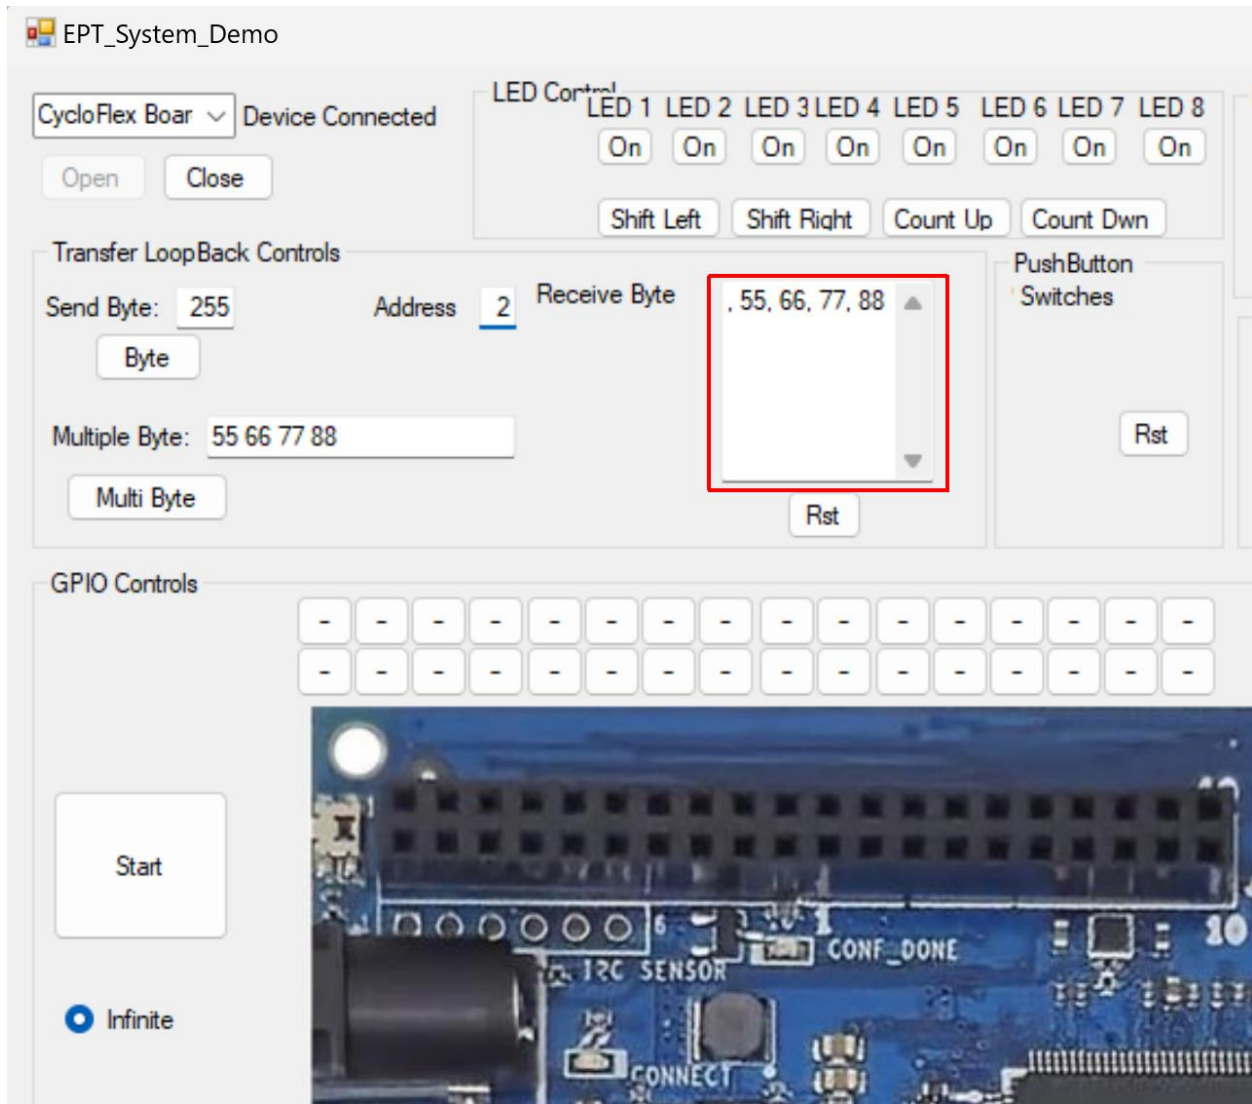 EPT_System_Demo
CycloFlex Boar
Device Connected
Open
Close
LED Control
LED 1 LED 2 LED 3 LED 4 LED 5 LED 6 LED 7 LED 8
On On On On On On On On
Shift Left
Shift Right
Count Up
Count Dwn
Transfer LoopBack Controls
Send Byte: 255
Address 2
Receive Byte
, 55, 66, 77, 88
Byte
Multiple Byte: 55 66 77 88
Multi Byte
Rst
PushButton
Switches
Rst
GPIO Controls
- - - - - - - - - - - - - - - -
- - - - - - - - - - - - - - - -
Start
Infinite
6
1
10
CONF_DONE
I2C SENSOR
CONNECT